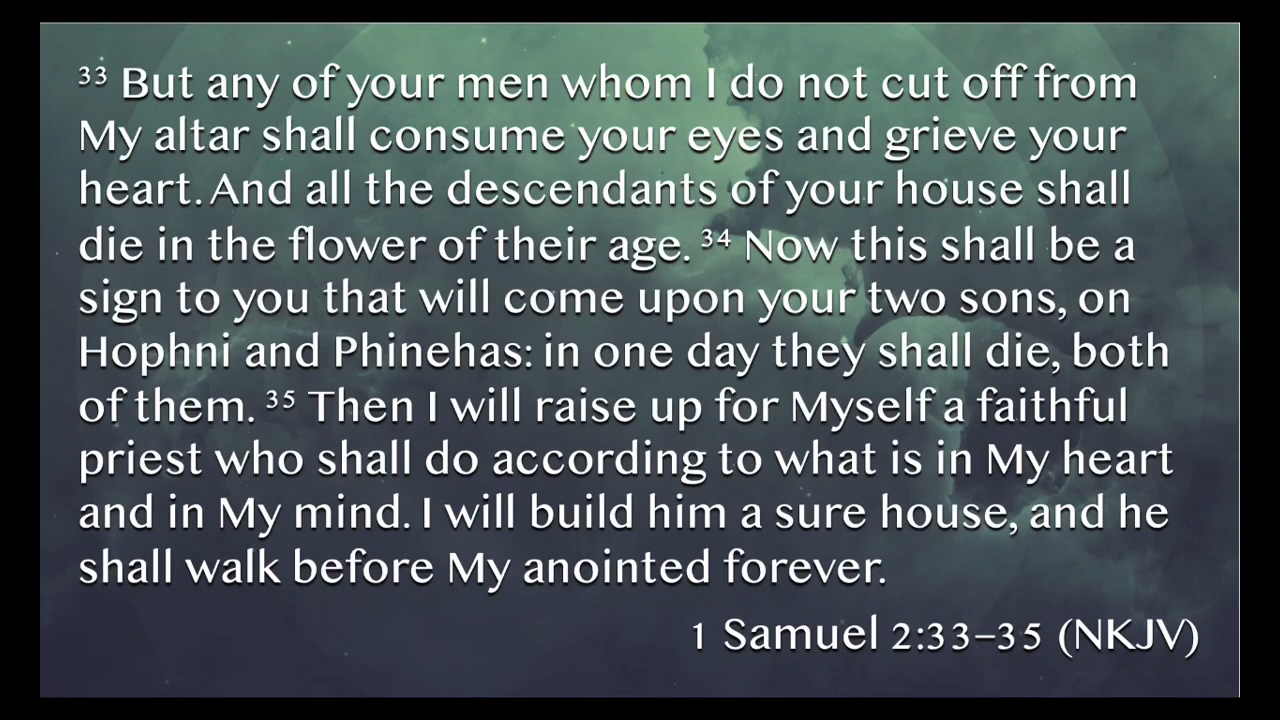 33 But any of your men whom I do not cut off from
My altar shall consume your eyes and grieve your
heart. And all the descendants of your house shall
die in the flower of their age. 34 Now this shall be a
sign to you that will come upon your two sons, on
Hophni and Phinehas: in one day they shall die, both
of them. 35 Then I will raise up for Myself a faithful
priest who shall do according to what is in My heart
and in My mind. I will build him a sure house, and he
shall walk before My anointed forever.
1 Samuel 2:33–35 (NKJV)